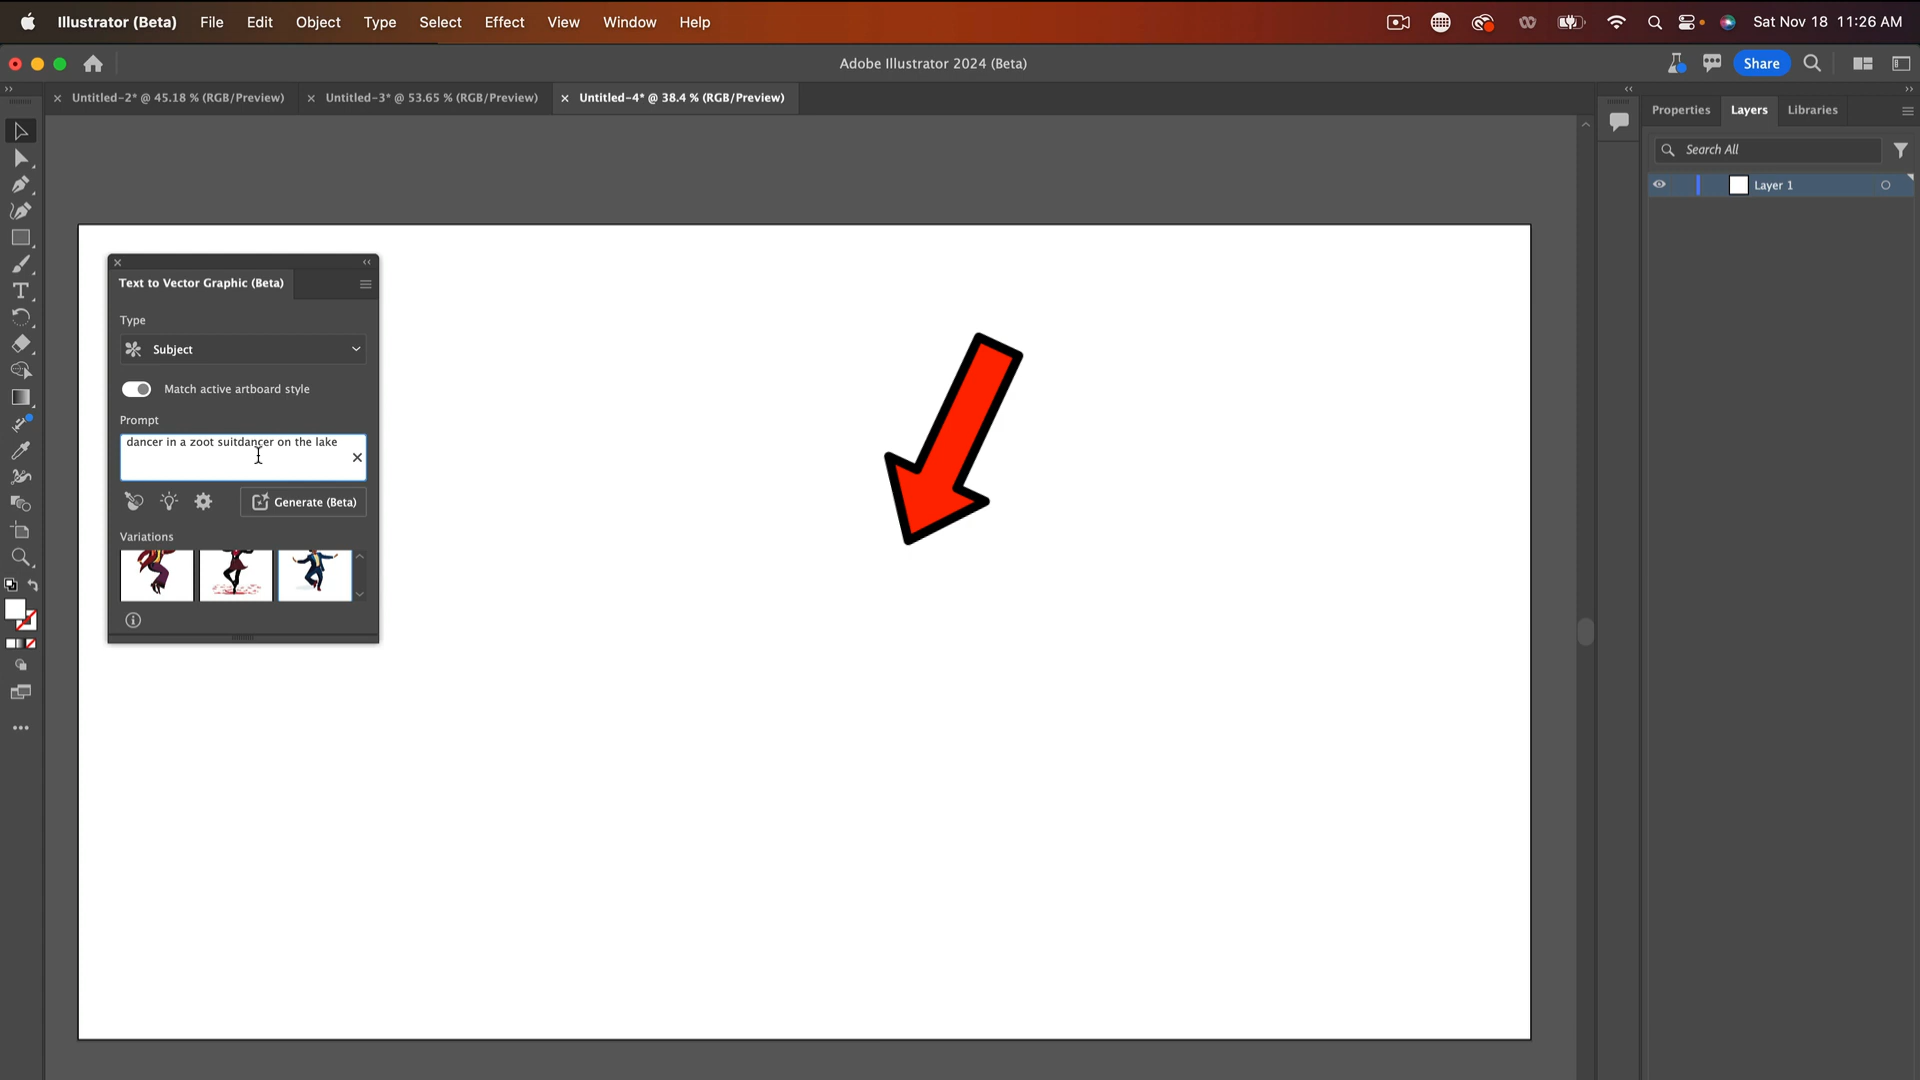 Illustrator (Beta) File Edit Object Type Select Effect View Window Help Sat Nov 18 11:26 AM
Adobe Illustrator 2024 (Beta) Share
Untitled-2* @ 45.18 % (RGB/Preview) Untitled-3* @ 53.65 % (RGB/Preview) Untitled-4* @ 38.4 % (RGB/Preview)
Properties Layers Libraries
Search All
Layer 1
Text to Vector Graphic (Beta)
Type
Subject
Match active artboard style
Prompt
dancer in a zoot suitdancer on the lake
Generate (Beta)
Variations